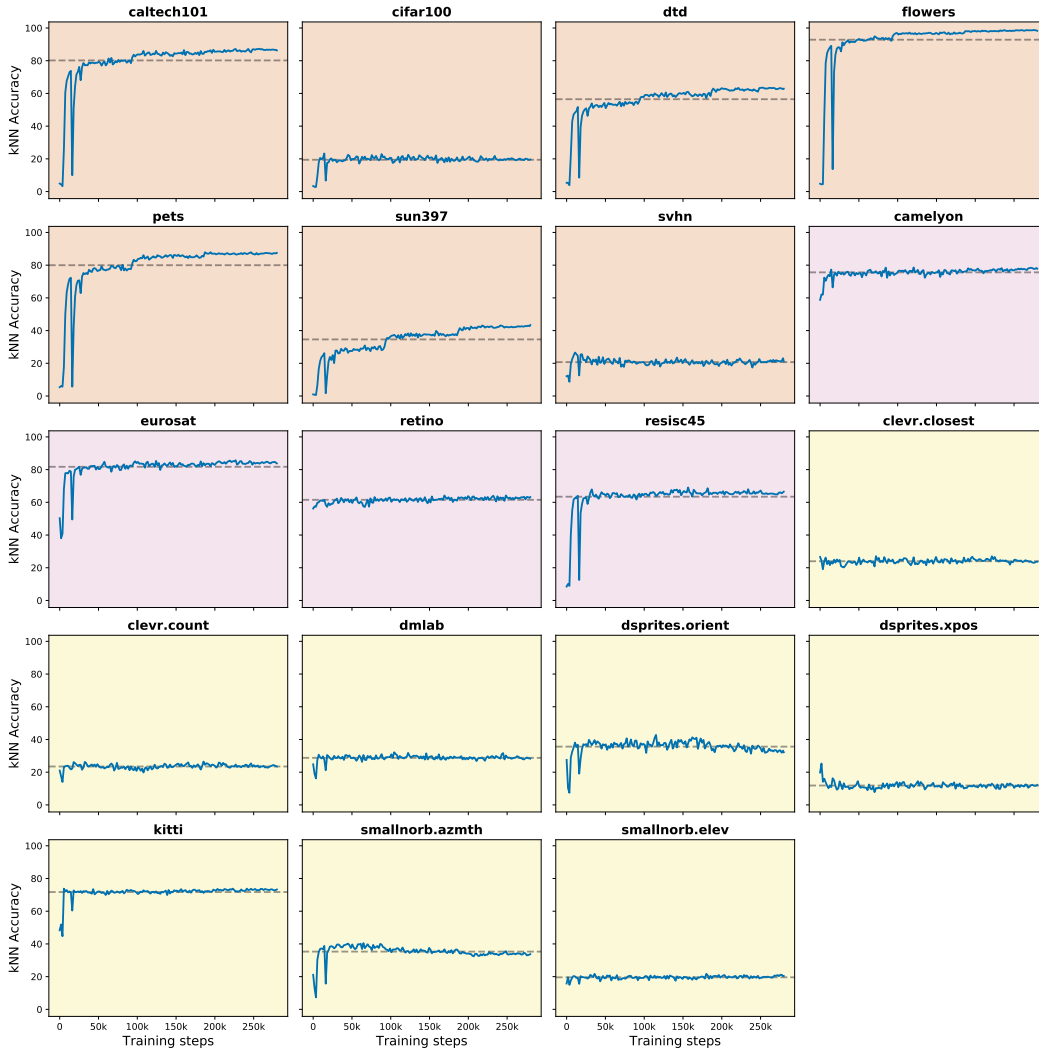 caltech101 cifar100 dtd flowers
kNN Accuracy
100
80
60
40
20
0
pets sun397 svhn camelyon
kNN Accuracy
100
80
60
40
20
0
eurosat retino resisc45 clevr.closest
kNN Accuracy
100
80
60
40
20
0
clevr.count dmlab dsprites.orient dsprites.xpos
kNN Accuracy
100
80
60
40
20
0
kitti smallnorb.azmth smallnorb.elev
kNN Accuracy
100
80
60
40
20
0
0 50k 100k 150k 200k 250k 0 50k 100k 150k 200k 250k 0 50k 100k 150k 200k 250k
Training steps Training steps Training steps